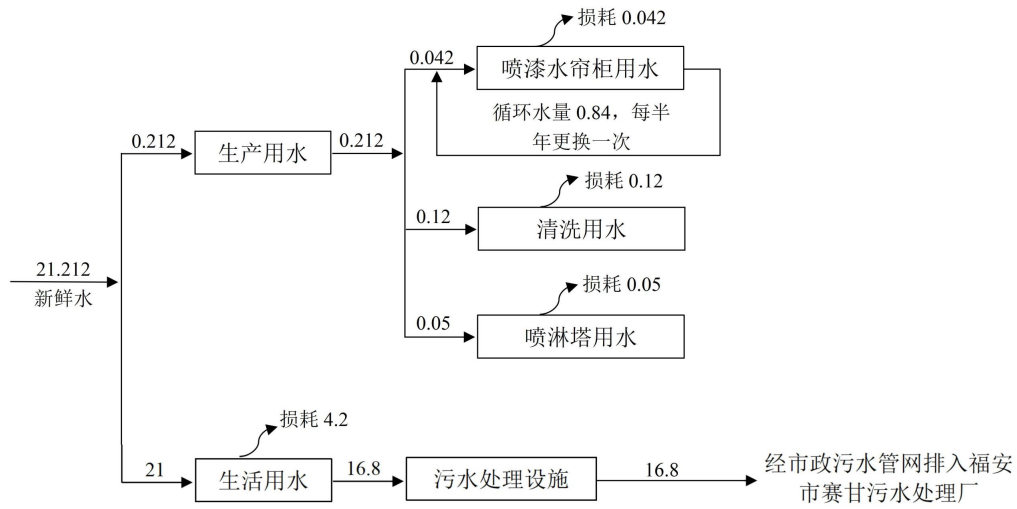 损耗 0.042
0.042
喷漆水帘柜用水
循环水量 0.84，每半
年更换一次
0.212
生产用水
0.212
损耗 0.12
0.12
清洗用水
21.212
新鲜水
损耗 0.05
0.05
喷淋塔用水
损耗 4.2
21
生活用水
16.8
污水处理设施
16.8
经市政污水管网排入福安
市赛甘污水处理厂